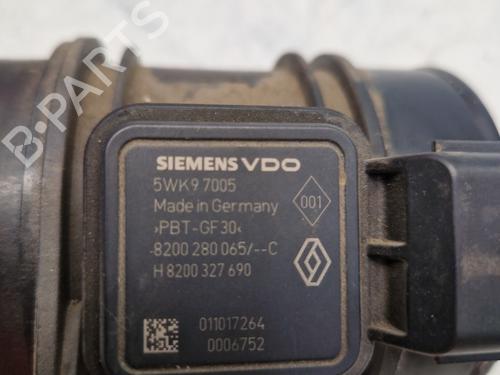 SIEMENS VDO
5WK9 7005
Made in Germany
001
›PBT-GF30‹
-8200 280 065/--C
H 8200 327 690
011017264
0006752
B-PARTS